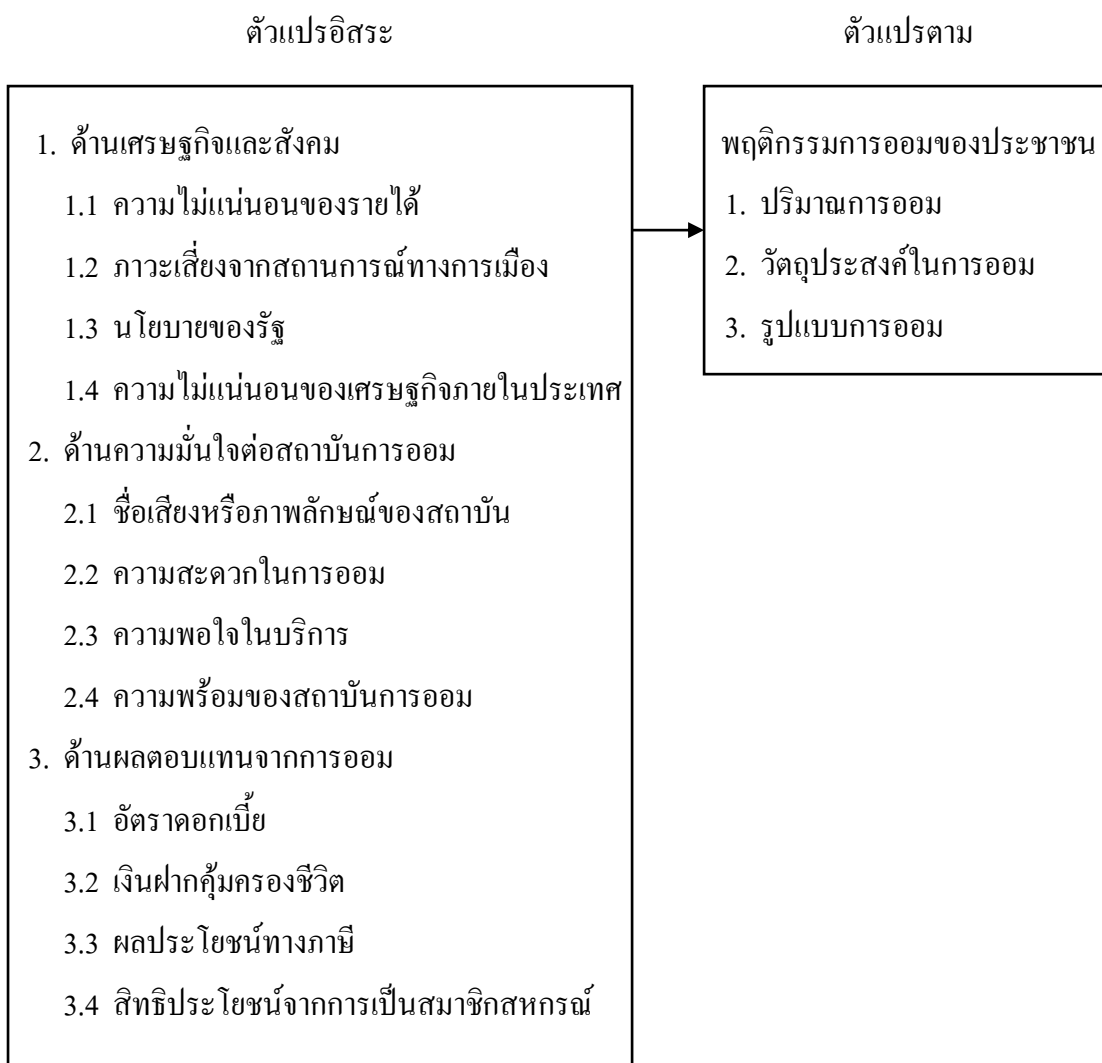 ตัวแปรอิสระ
ตัวแปรตาม
1. ด้านเศรษฐกิจและสังคม
1.1 ความไม่แน่นอนของรายได้
1.2 ภาวะเสี่ยงจากสถานการณ์ทางการเมือง
1.3 นโยบายของรัฐ
1.4 ความไม่แน่นอนของเศรษฐกิจภายในประเทศ
2. ด้านความมั่นใจต่อสถาบันการออม
2.1 ชื่อเสียงหรือภาพลักษณ์ของสถาบัน
2.2 ความสะดวกในการออม
2.3 ความพอใจในบริการ
2.4 ความพร้อมของสถาบันการออม
3. ด้านผลตอบแทนจากการออม
3.1 อัตราดอกเบี้ย
3.2 เงินฝากคุ้มครองชีวิต
3.3 ผลประโยชน์ทางภาษี
3.4 สิทธิประโยชน์จากการเป็นสมาชิกสหกรณ์
พฤติกรรมการออมของประชาชน
1. ปริมาณการออม
2. วัตถุประสงค์ในการออม
3. รูปแบบการออม